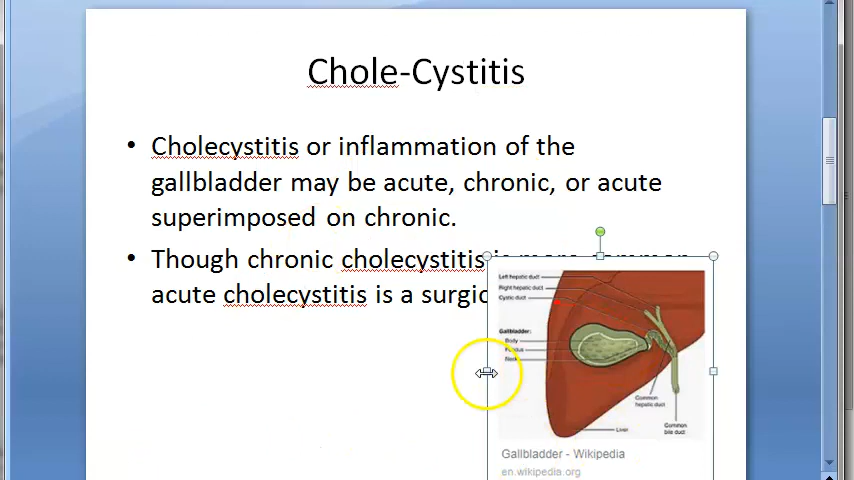 Chole-Cystitis
• Cholecystitis or inflammation of the
gallbladder may be acute, chronic, or acute
superimposed on chronic.
• Though chronic cholecystitis is more common
acute cholecystitis is a surgic
Left hepatic duct
Right hepatic duct
Cystic duct
Gallbladder:
Body
Fundus
Neck
Common
hepatic duct
Common
bile duct
Liver
Gallbladder - Wikipedia
en.wikipedia.org